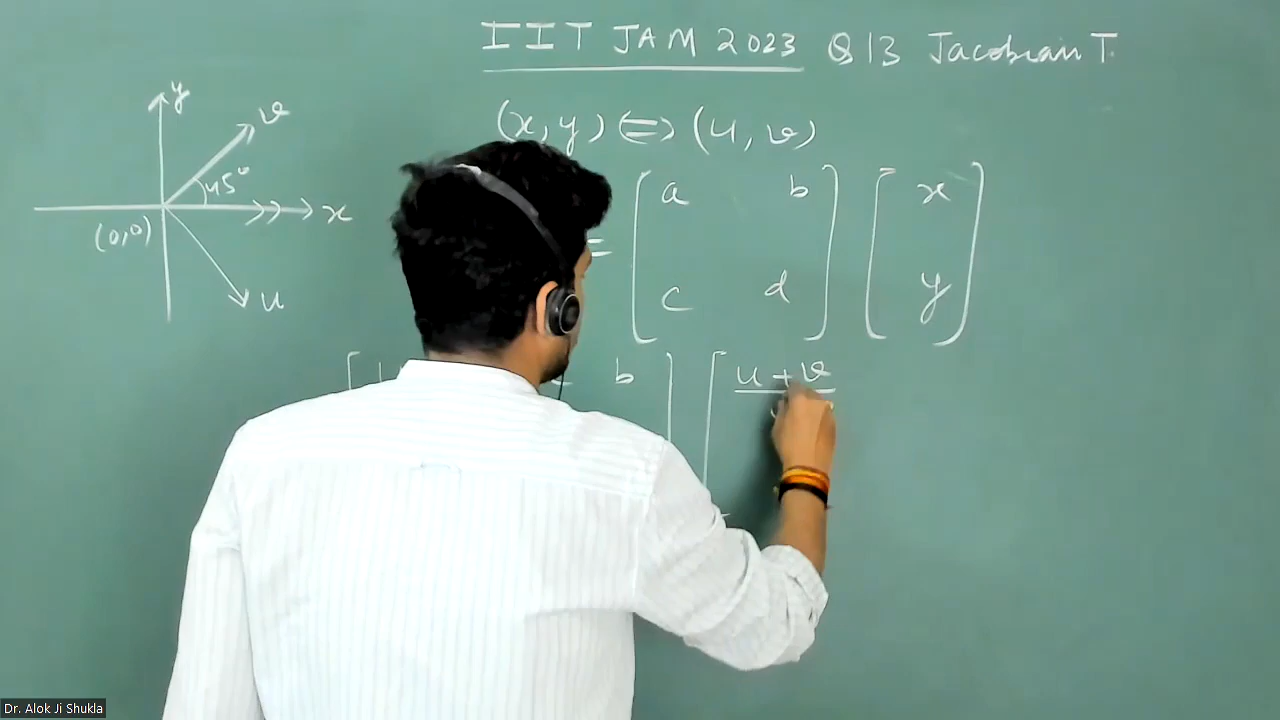 IIT JAM 2023 Q13 Jacobian T.
(x, y) ⇔ (u, v)
y
v
45°
x
(0,0)
u
= [ a b ] [ x ]
[ c d ] [ y ]
[ b ] [ u + v
Dr. Alok Ji Shukla